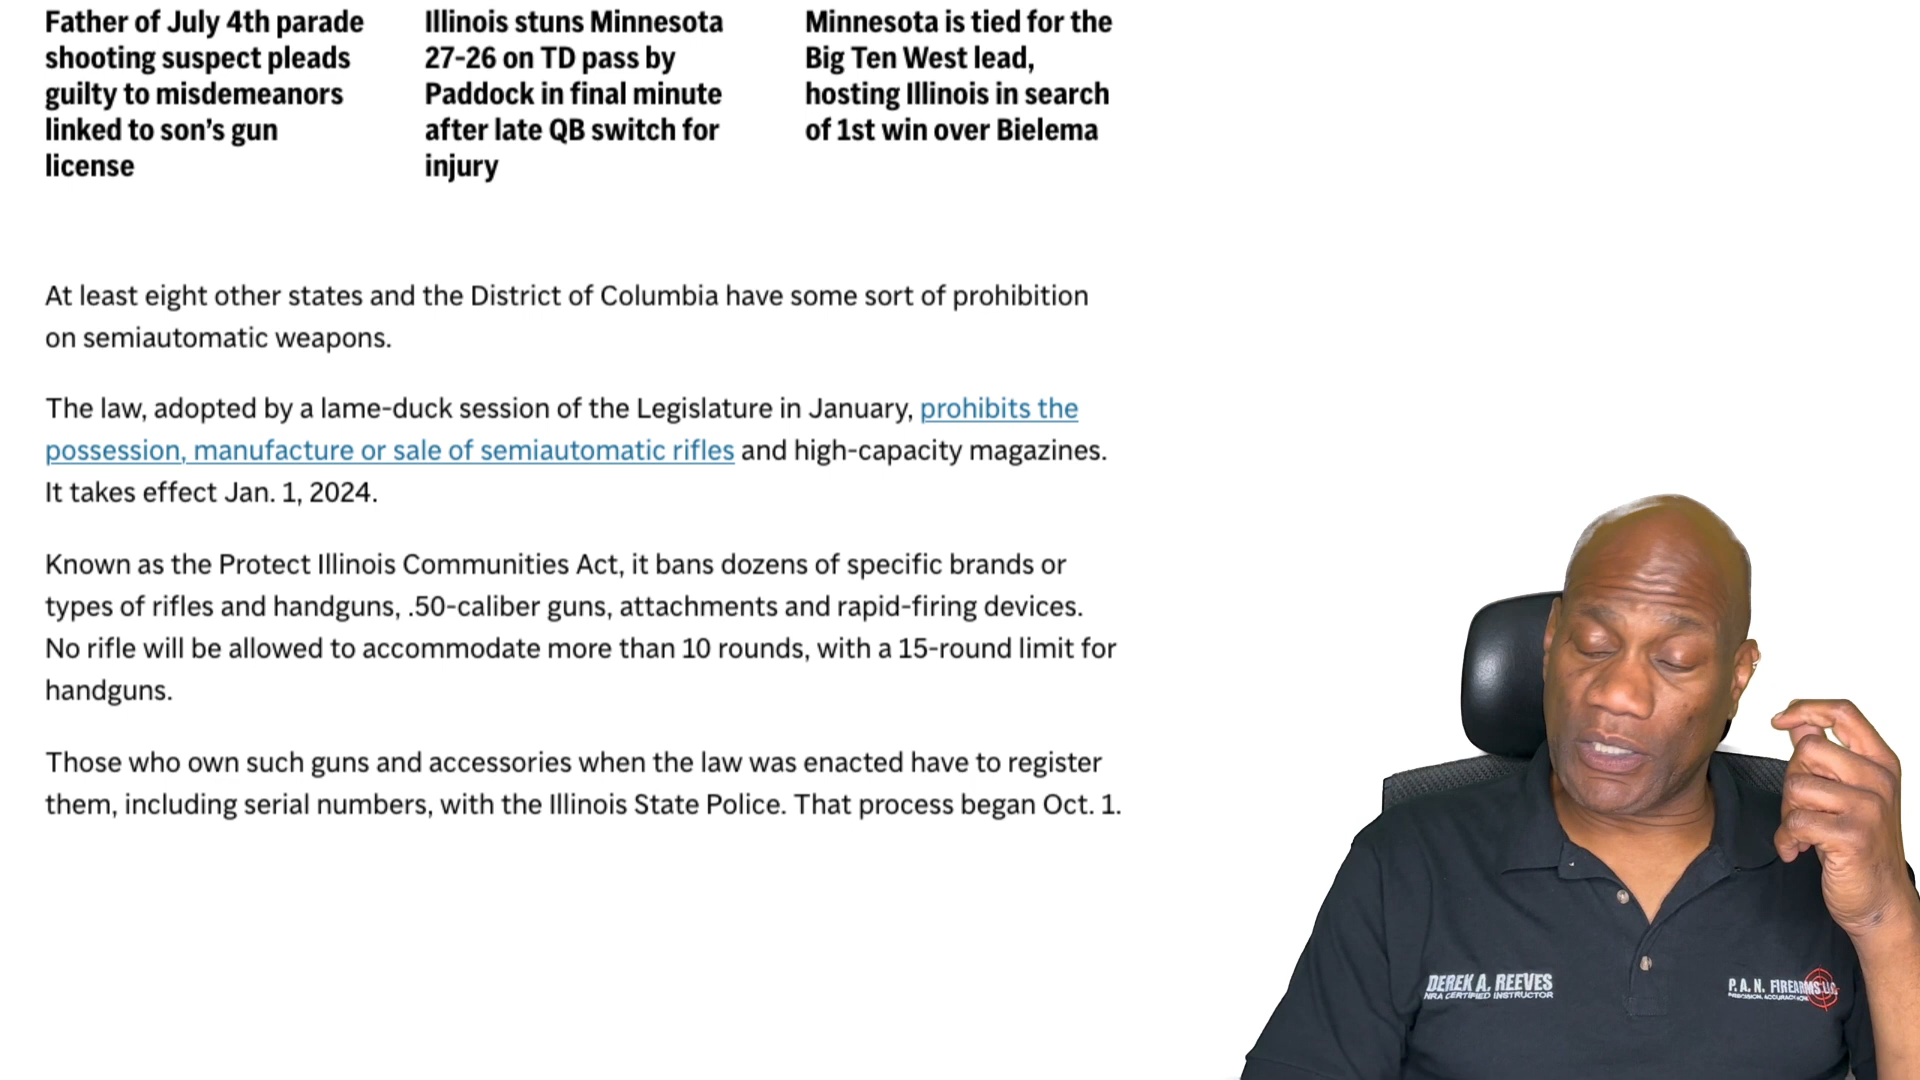 Father of July 4th parade
shooting suspect pleads
guilty to misdemeanors
linked to son's gun
license
Illinois stuns Minnesota
27-26 on TD pass by
Paddock in final minute
after late QB switch for
injury
Minnesota is tied for the
Big Ten West lead,
hosting Illinois in search
of 1st win over Bielema
At least eight other states and the District of Columbia have some sort of prohibition
on semiautomatic weapons.
The law, adopted by a lame-duck session of the Legislature in January, prohibits the
possession, manufacture or sale of semiautomatic rifles and high-capacity magazines.
It takes effect Jan. 1, 2024.
Known as the Protect Illinois Communities Act, it bans dozens of specific brands or
types of rifles and handguns, .50-caliber guns, attachments and rapid-firing devices.
No rifle will be allowed to accommodate more than 10 rounds, with a 15-round limit for
handguns.
Those who own such guns and accessories when the law was enacted have to register
them, including serial numbers, with the Illinois State Police. That process began Oct. 1.
DEREK A. REEVES
NRA CERTIFIED INSTRUCTOR
P.A.N. FIREARMS